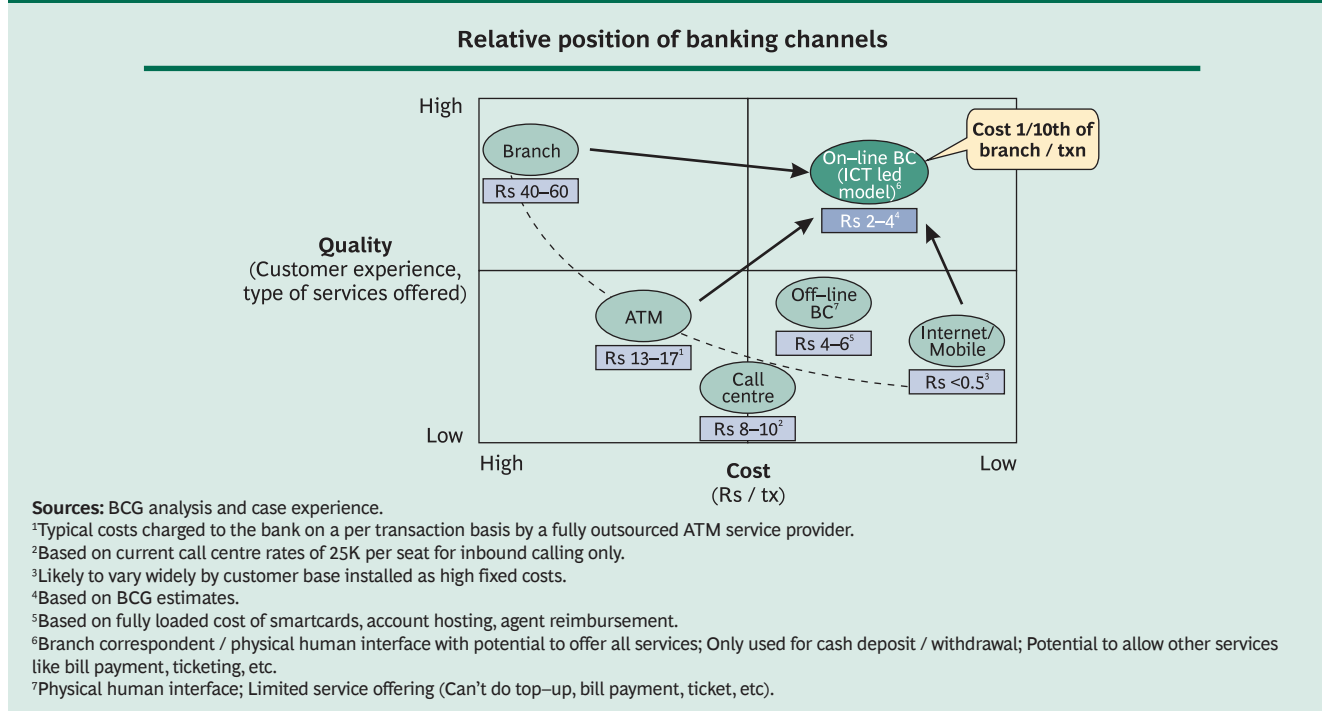 Relative position of banking channels
High
Cost 1/10th of
branch / txn
Branch
On–line BC
(ICT led
model)⁶
Rs 40–60
Rs 2–4⁴
Quality
(Customer experience,
type of services offered)
Off–line
BC⁷
ATM
Internet/
Mobile
Rs 4–6⁵
Rs 13–17¹
Call
centre
Rs <0.5³
Rs 8–10²
Low
High
Cost
Low
(Rs / tx)
Sources: BCG analysis and case experience.
¹Typical costs charged to the bank on a per transaction basis by a fully outsourced ATM service provider.
²Based on current call centre rates of 25K per seat for inbound calling only.
³Likely to vary widely by customer base installed as high fixed costs.
⁴Based on BCG estimates.
⁵Based on fully loaded cost of smartcards, account hosting, agent reimbursement.
⁶Branch correspondent / physical human interface with potential to offer all services; Only used for cash deposit / withdrawal; Potential to allow other services
like bill payment, ticketing, etc.
⁷Physical human interface; Limited service offering (Can’t do top–up, bill payment, ticket, etc).